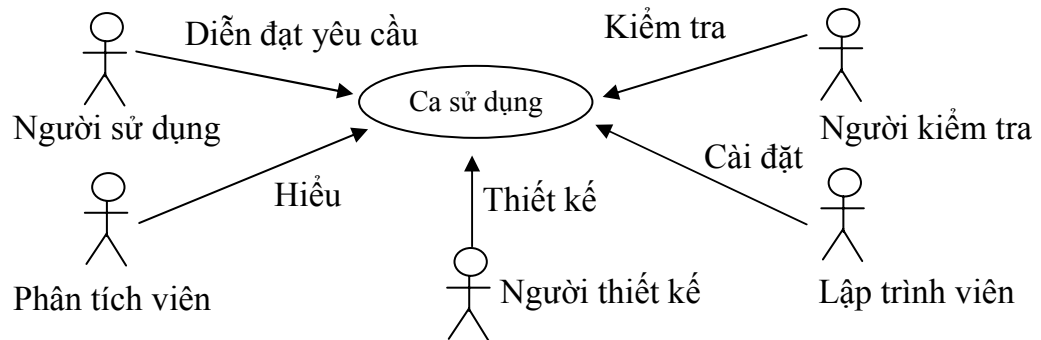 Diễn đạt yêu cầu
Kiểm tra
Ca sử dụng
Người sử dụng
Người kiểm tra
Cài đặt
Hiểu
Thiết kế
Phân tích viên
Người thiết kế
Lập trình viên